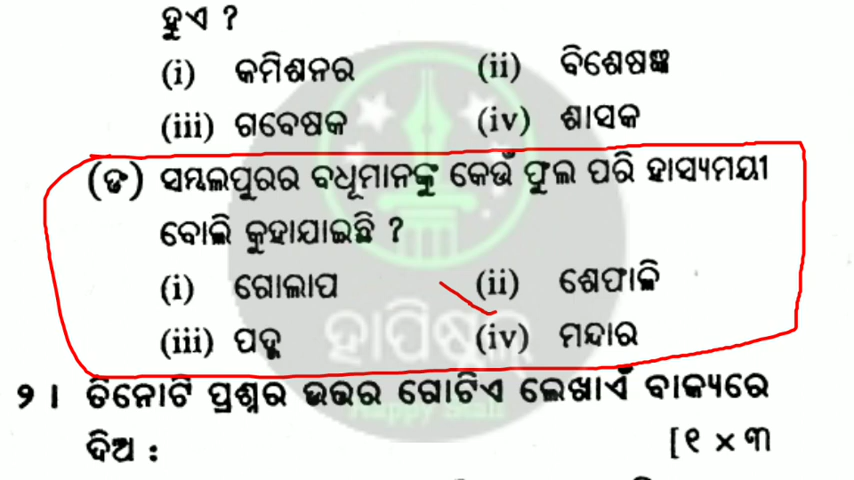 ହୁଏ ?
(i) କମିଶନର (ii) ବିଶେଷଜ୍ଞ
(iii) ଗବେଷକ (iv) ଶାସକ
(ଙ) ସମ୍ବଲପୁରର ବଧୂମାନଙ୍କୁ କେଉଁ ଫୁଲ ପରି ହାସ୍ୟମୟୀ
ବୋଲି କୁହାଯାଇଛି ?
(i) ଗୋଲାପ (ii) ଶେଫାଳି
(iii) ପଦ୍ମ (iv) ମନ୍ଦାର
୨ । ତିନୋଟି ପ୍ରଶ୍ନର ଉତ୍ତର ଗୋଟିଏ ଲେଖାଏଁ ବାକ୍ୟରେ
ଦିଅ : [୧ × ୩